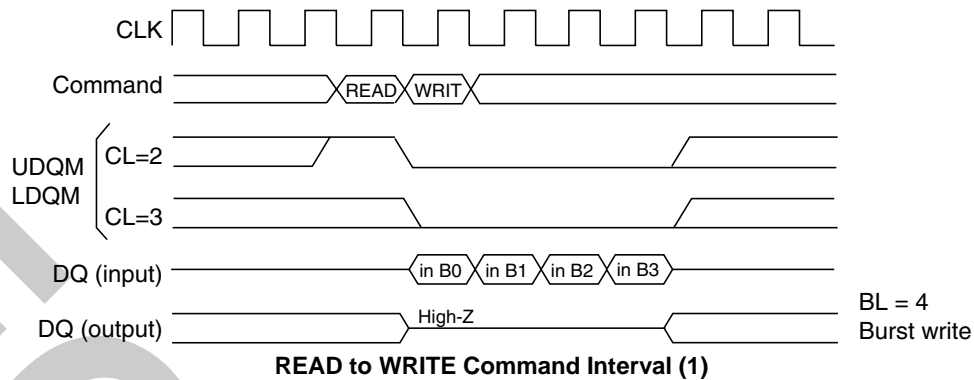 CLK
Command
READ WRIT
UDQM
LDQM
CL=2
CL=3
DQ (input)
in B0 in B1 in B2 in B3
DQ (output)
High-Z
BL = 4
Burst write
READ to WRITE Command Interval (1)